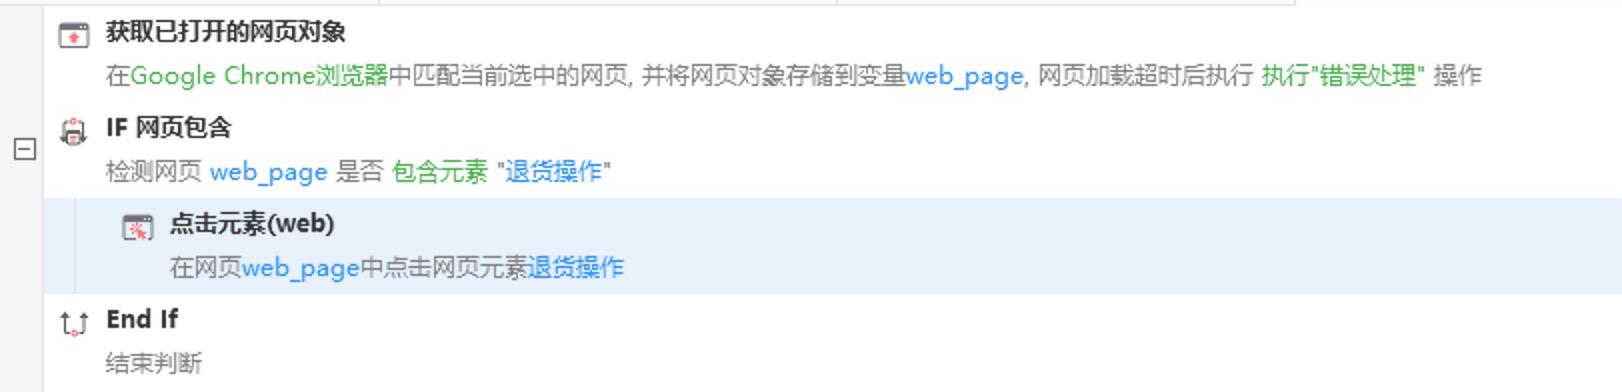 获取已打开的网页对象
在Google Chrome浏览器中匹配当前选中的网页, 并将网页对象存储到变量web_page, 网页加载超时后执行 执行"错误处理" 操作
IF 网页包含
检测网页 web_page 是否 包含元素 "退货操作"
点击元素(web)
在网页web_page中点击网页元素退货操作
End If
结束判断